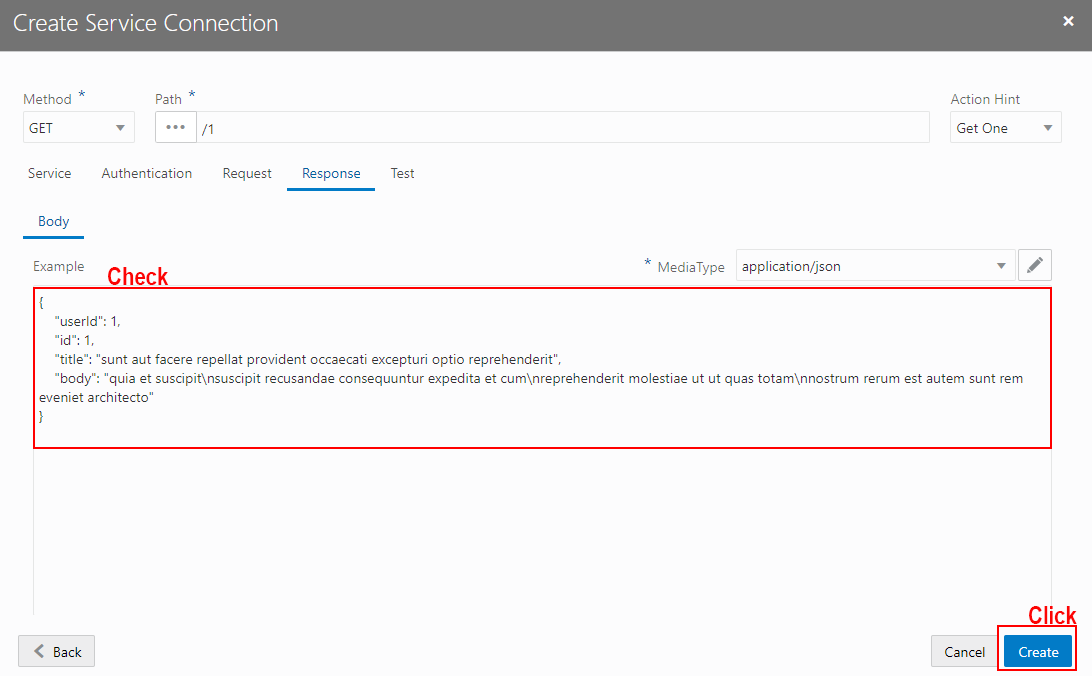 Create Service Connection ×
Method * Path * Action Hint
GET ••• /1 Get One
Service Authentication Request Response Test
Body
Example Check * MediaType application/json
{
"userId": 1,
"id": 1,
"title": "sunt aut facere repellat provident occaecati excepturi optio reprehenderit",
"body": "quia et suscipit\nsuscipit recusandae consequuntur expedita et cum\nreprehenderit molestiae ut ut quas totam\nnostrum rerum est autem sunt rem
eveniet architecto"
}
Click
Back Cancel Create